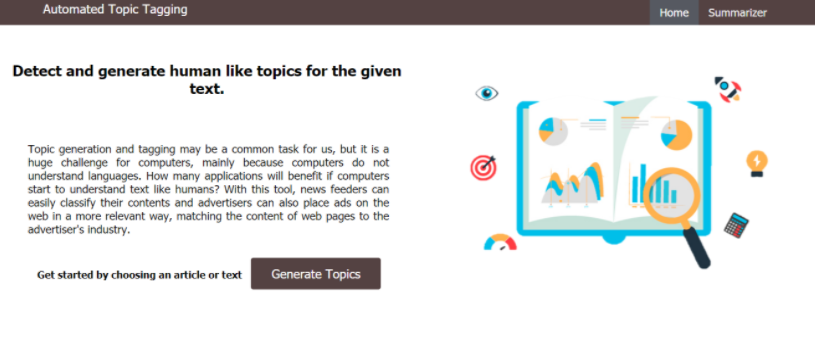 Automated Topic Tagging
Home
Summarizer
Detect and generate human like topics for the given
text.
Topic generation and tagging may be a common task for us, but it is a
huge challenge for computers, mainly because computers do not
understand languages. How many applications will benefit if computers
start to understand text like humans? With this tool, news feeders can
easily classify their contents and advertisers can also place ads on the
web in a more relevant way, matching the content of web pages to the
advertiser's industry.
Get started by choosing an article or text
Generate Topics